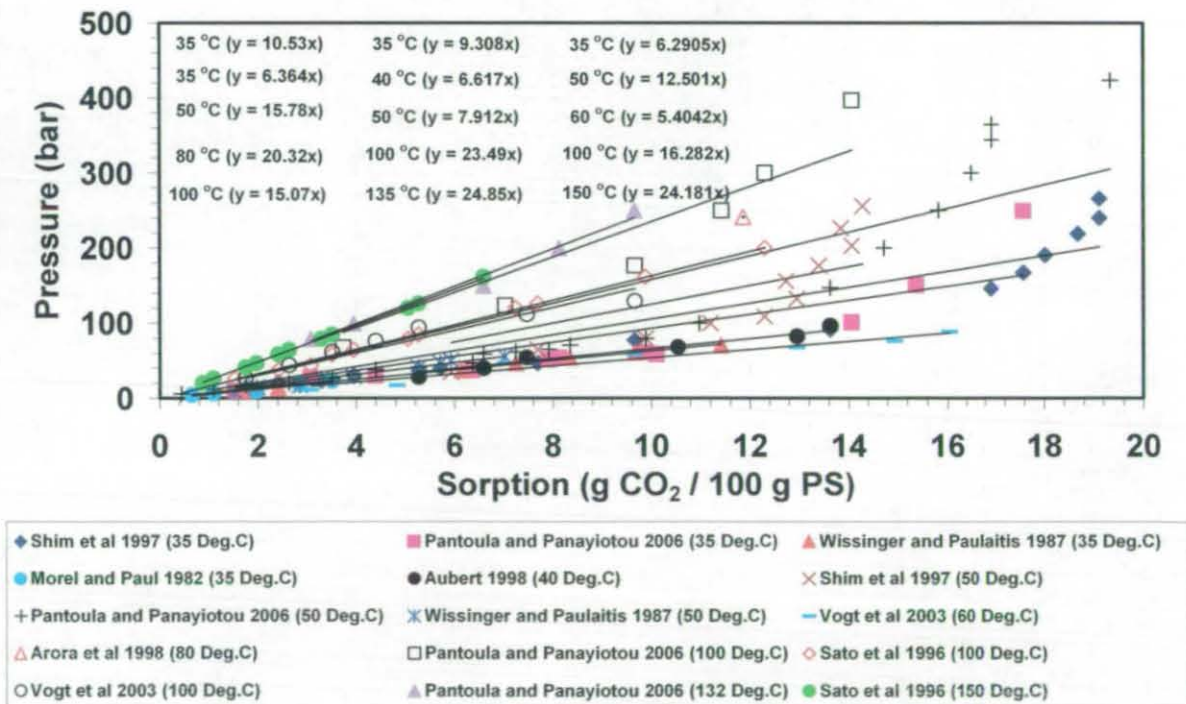 500
400
300
200
100
0
Pressure (bar)
35 °C (y = 10.53x) 35 °C (y = 9.308x) 35 °C (y = 6.2905x)
35 °C (y = 6.364x) 40 °C (y = 6.617x) 50 °C (y = 12.501x)
50 °C (y = 15.78x) 50 °C (y = 7.912x) 60 °C (y = 5.4042x)
80 °C (y = 20.32x) 100 °C (y = 23.49x) 100 °C (y = 16.282x)
100 °C (y = 15.07x) 135 °C (y = 24.85x) 150 °C (y = 24.181x)
0 2 4 6 8 10 12 14 16 18 20
Sorption (g CO₂ / 100 g PS)
Shim et al 1997 (35 Deg.C) Pantoula and Panayiotou 2006 (35 Deg.C) Wissinger and Paulaitis 1987 (35 Deg.C)
Morel and Paul 1982 (35 Deg.C) Aubert 1998 (40 Deg.C) Shim et al 1997 (50 Deg.C)
Pantoula and Panayiotou 2006 (50 Deg.C) Wissinger and Paulaitis 1987 (50 Deg.C) Vogt et al 2003 (60 Deg.C)
Arora et al 1998 (80 Deg.C) Pantoula and Panayiotou 2006 (100 Deg.C) Sato et al 1996 (100 Deg.C)
Vogt et al 2003 (100 Deg.C) Pantoula and Panayiotou 2006 (132 Deg.C) Sato et al 1996 (150 Deg.C)